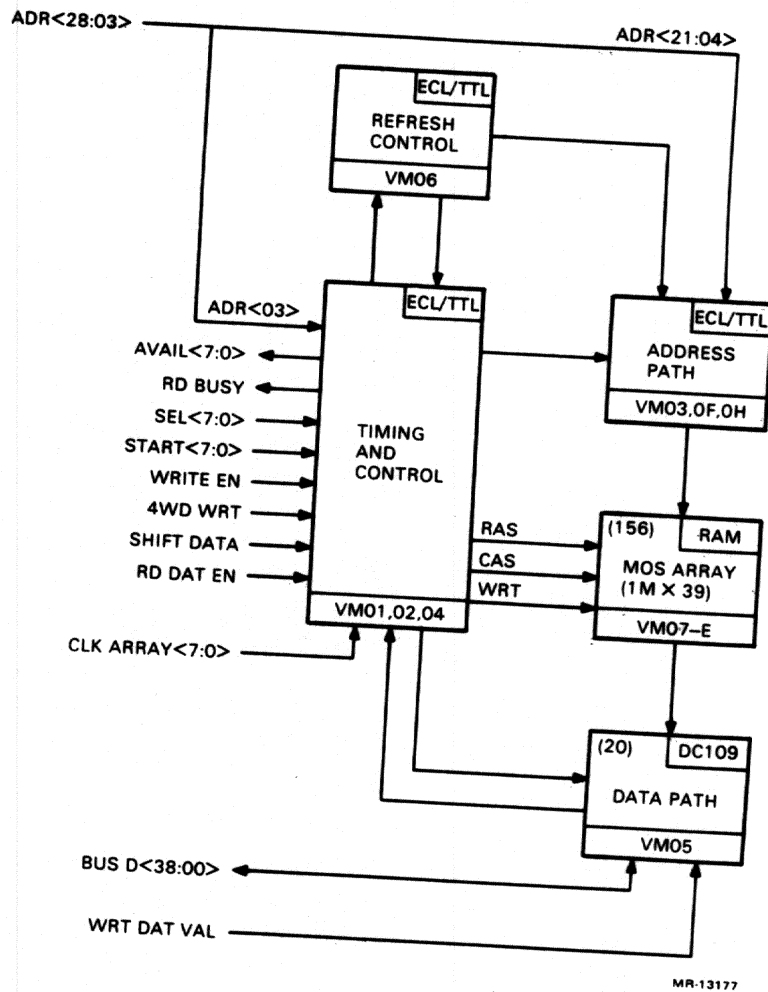 ADR<28:03>
ADR<21:04>
ECL/TTL
REFRESH
CONTROL
VM06
ADR<03>
ECL/TTL
ECL/TTL
AVAIL<7:0>
ADDRESS
PATH
RD BUSY
VM03,0F,0H
SEL<7:0>
START<7:0>
TIMING
AND
CONTROL
WRITE EN
4WD WRT
SHIFT DATA
RD DAT EN
RAS
CAS
WRT
(156)
RAM
MOS ARRAY
(1M X 39)
VM07-E
VM01,02,04
CLK ARRAY<7:0>
(20)
DC109
DATA PATH
VM05
BUS D<38:00>
WRT DAT VAL
MR-13177